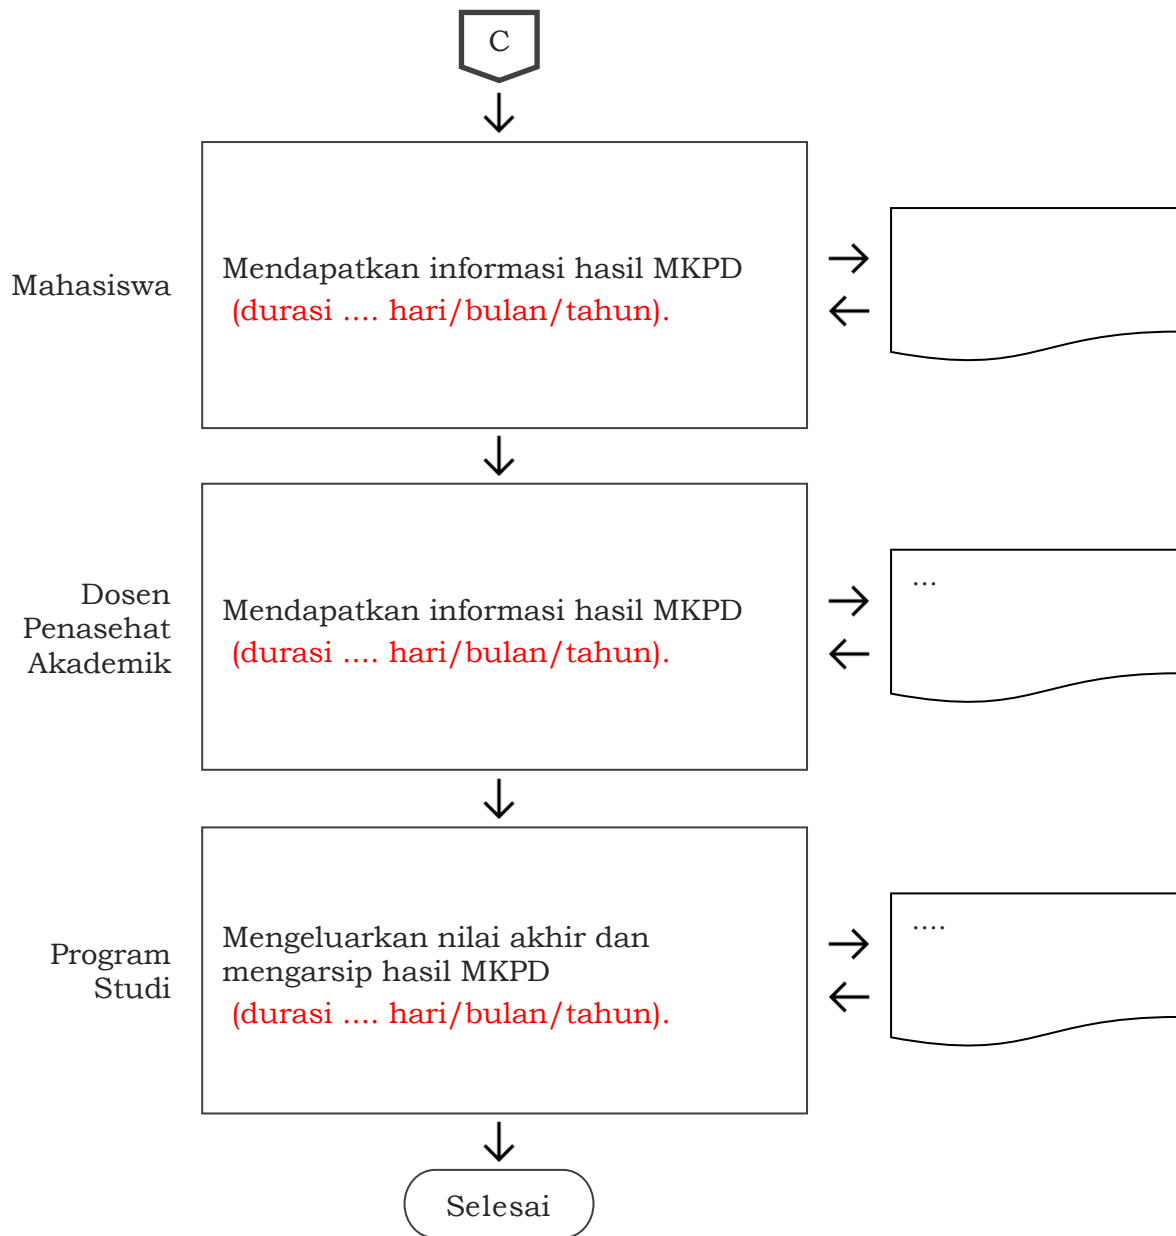 C
Mahasiswa
Mendapatkan informasi hasil MKPD
(durasi .... hari/bulan/tahun).
Dosen
Penasehat
Akademik
Mendapatkan informasi hasil MKPD
(durasi .... hari/bulan/tahun).
...
Program
Studi
Mengeluarkan nilai akhir dan
mengarsip hasil MKPD
(durasi .... hari/bulan/tahun).
....
Selesai